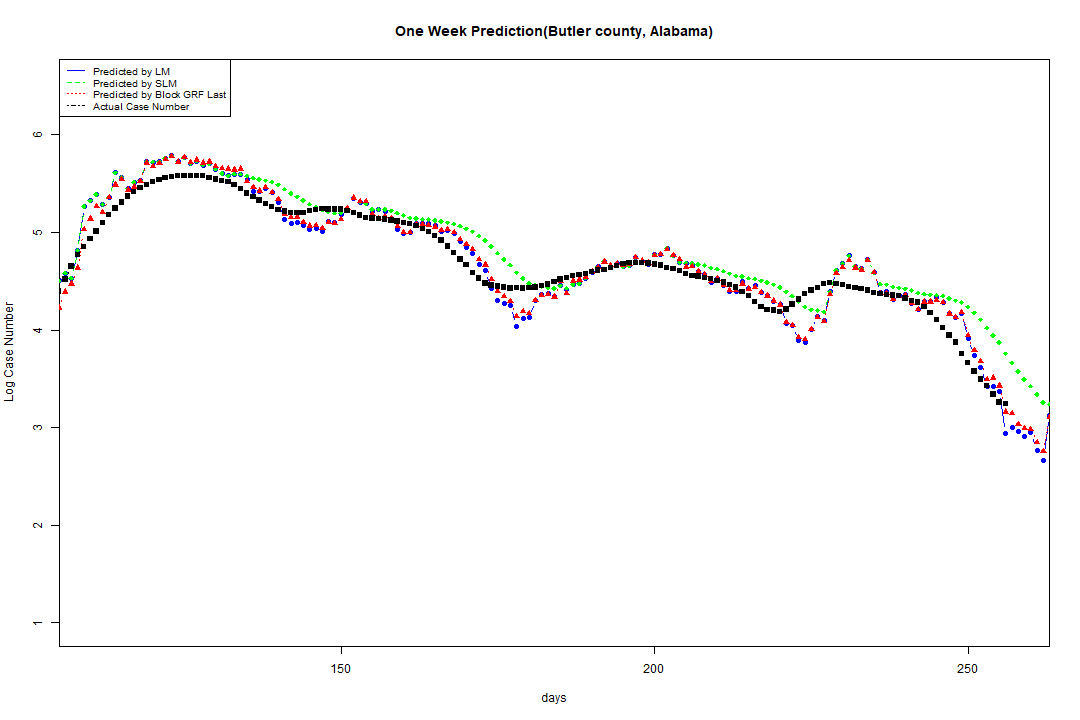 One Week Prediction(Butler county, Alabama)
Predicted by LM
Predicted by SLM
Predicted by Block GRF Last
Actual Case Number
6
5
4
3
2
1
Log Case Number
150
200
250
days